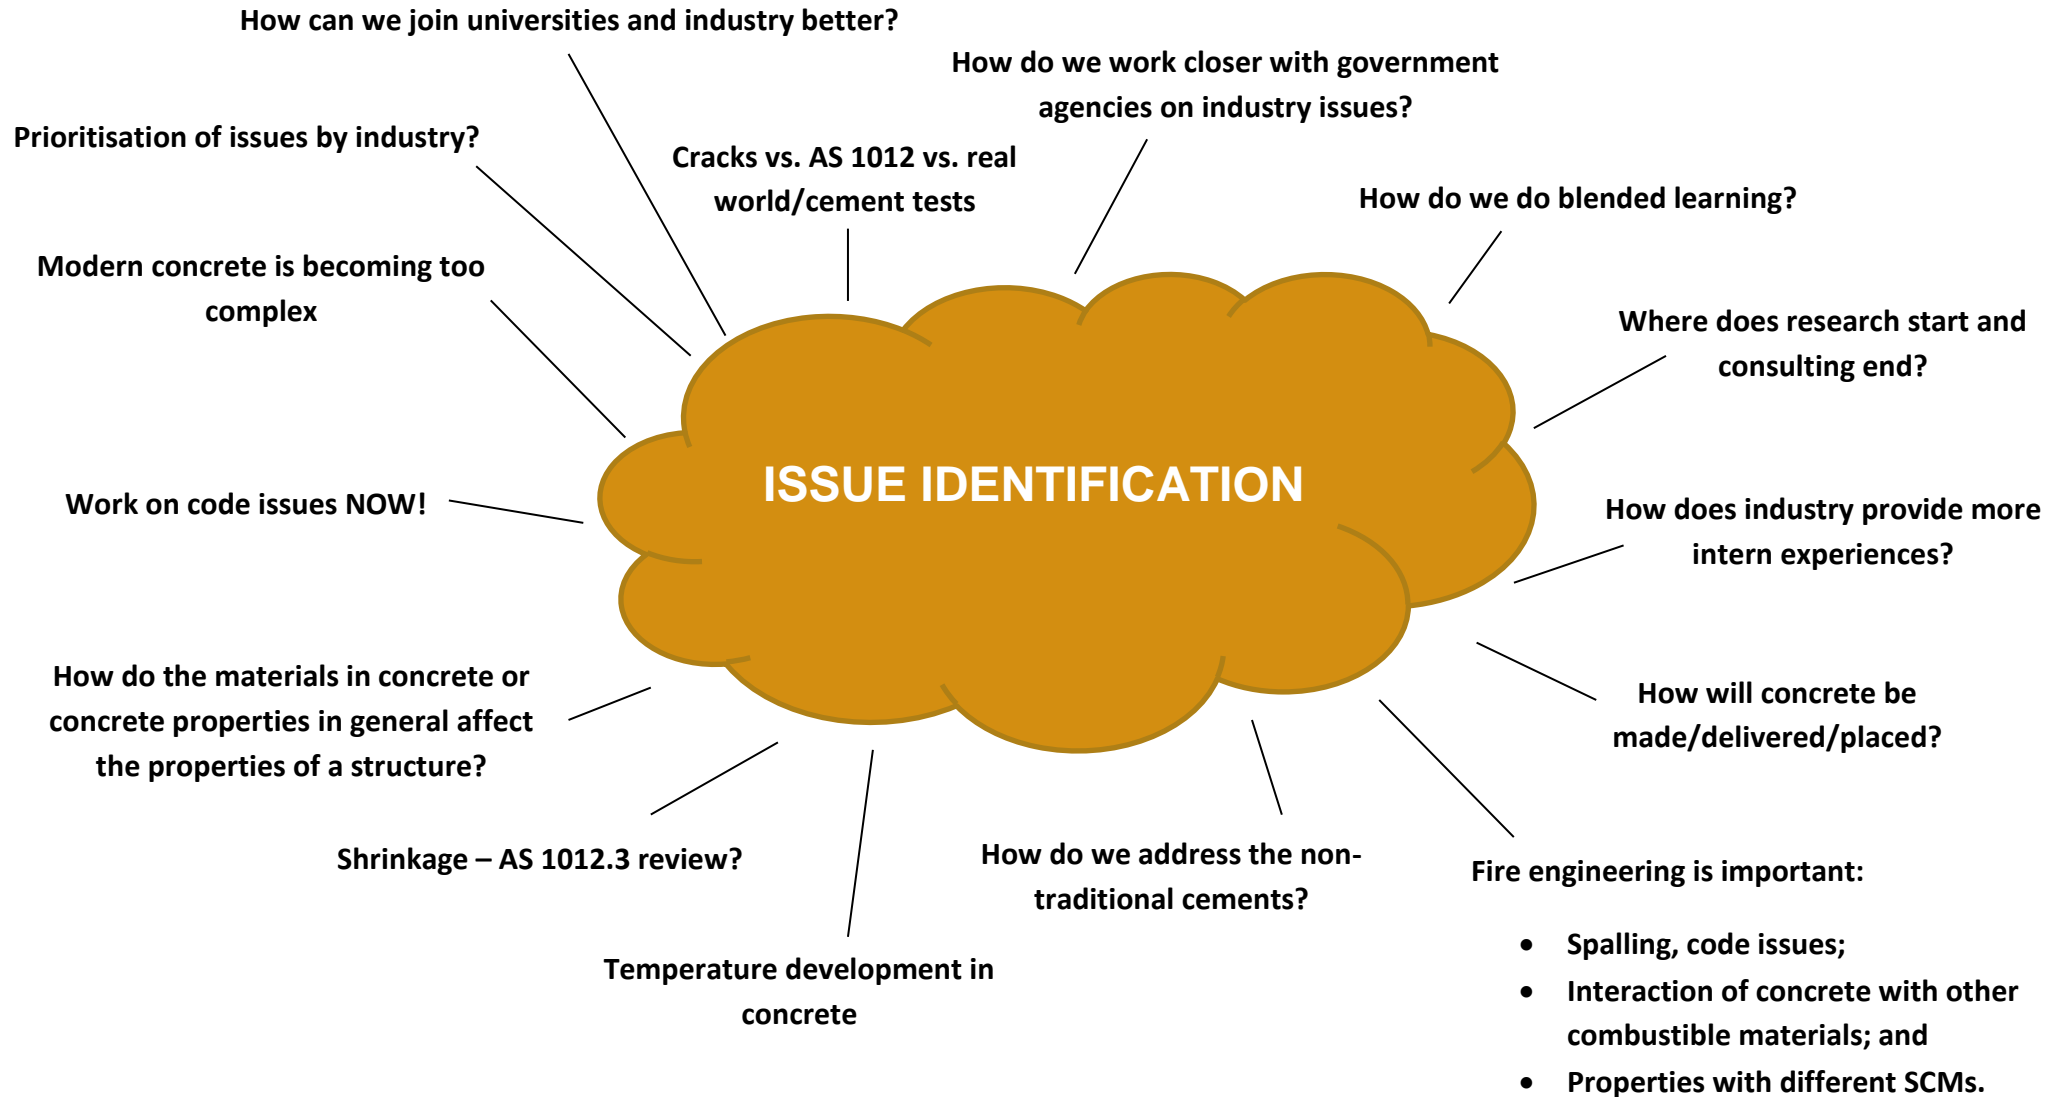 How can we join universities and industry better?
How do we work closer with government
agencies on industry issues?
Prioritisation of issues by industry?
Cracks vs. AS 1012 vs. real
world/cement tests
How do we do blended learning?
Modern concrete is becoming too
complex
Where does research start and
consulting end?
ISSUE IDENTIFICATION
Work on code issues NOW!
How does industry provide more
intern experiences?
How do the materials in concrete or
concrete properties in general affect
the properties of a structure?
How will concrete be
made/delivered/placed?
Shrinkage – AS 1012.3 review?
How do we address the non-
traditional cements?
Fire engineering is important:
• Spalling, code issues;
• Interaction of concrete with other
combustible materials; and
• Properties with different SCMs.
Temperature development in
concrete